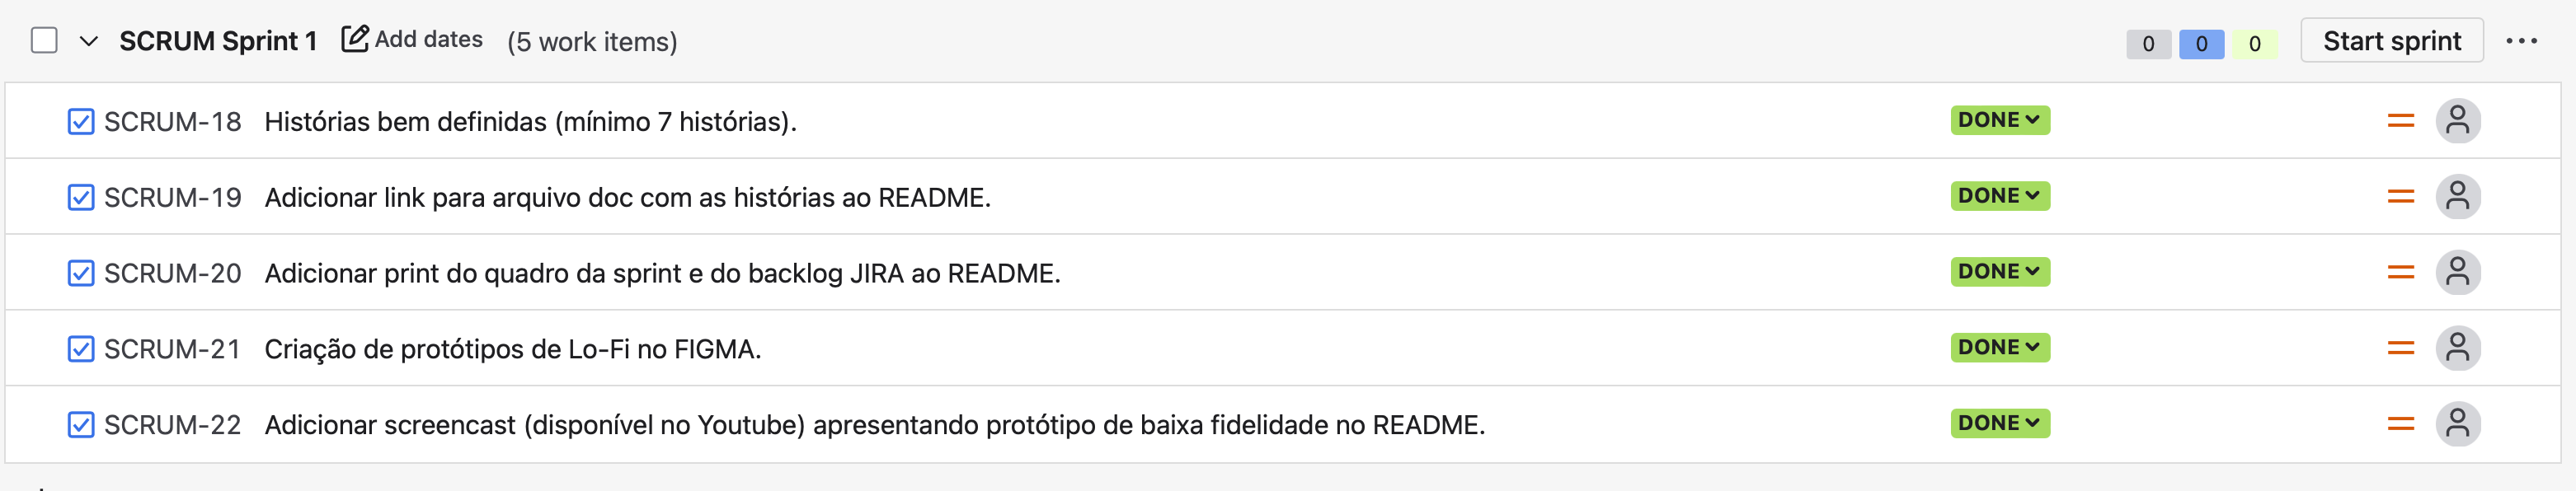 SCRUM Sprint 1 Add dates (5 work items) 0 0 0 Start sprint
SCRUM-18 Histórias bem definidas (mínimo 7 histórias). DONE
SCRUM-19 Adicionar link para arquivo doc com as histórias ao README. DONE
SCRUM-20 Adicionar print do quadro da sprint e do backlog JIRA ao README. DONE
SCRUM-21 Criação de protótipos de Lo-Fi no FIGMA. DONE
SCRUM-22 Adicionar screencast (disponível no Youtube) apresentando protótipo de baixa fidelidade no README. DONE